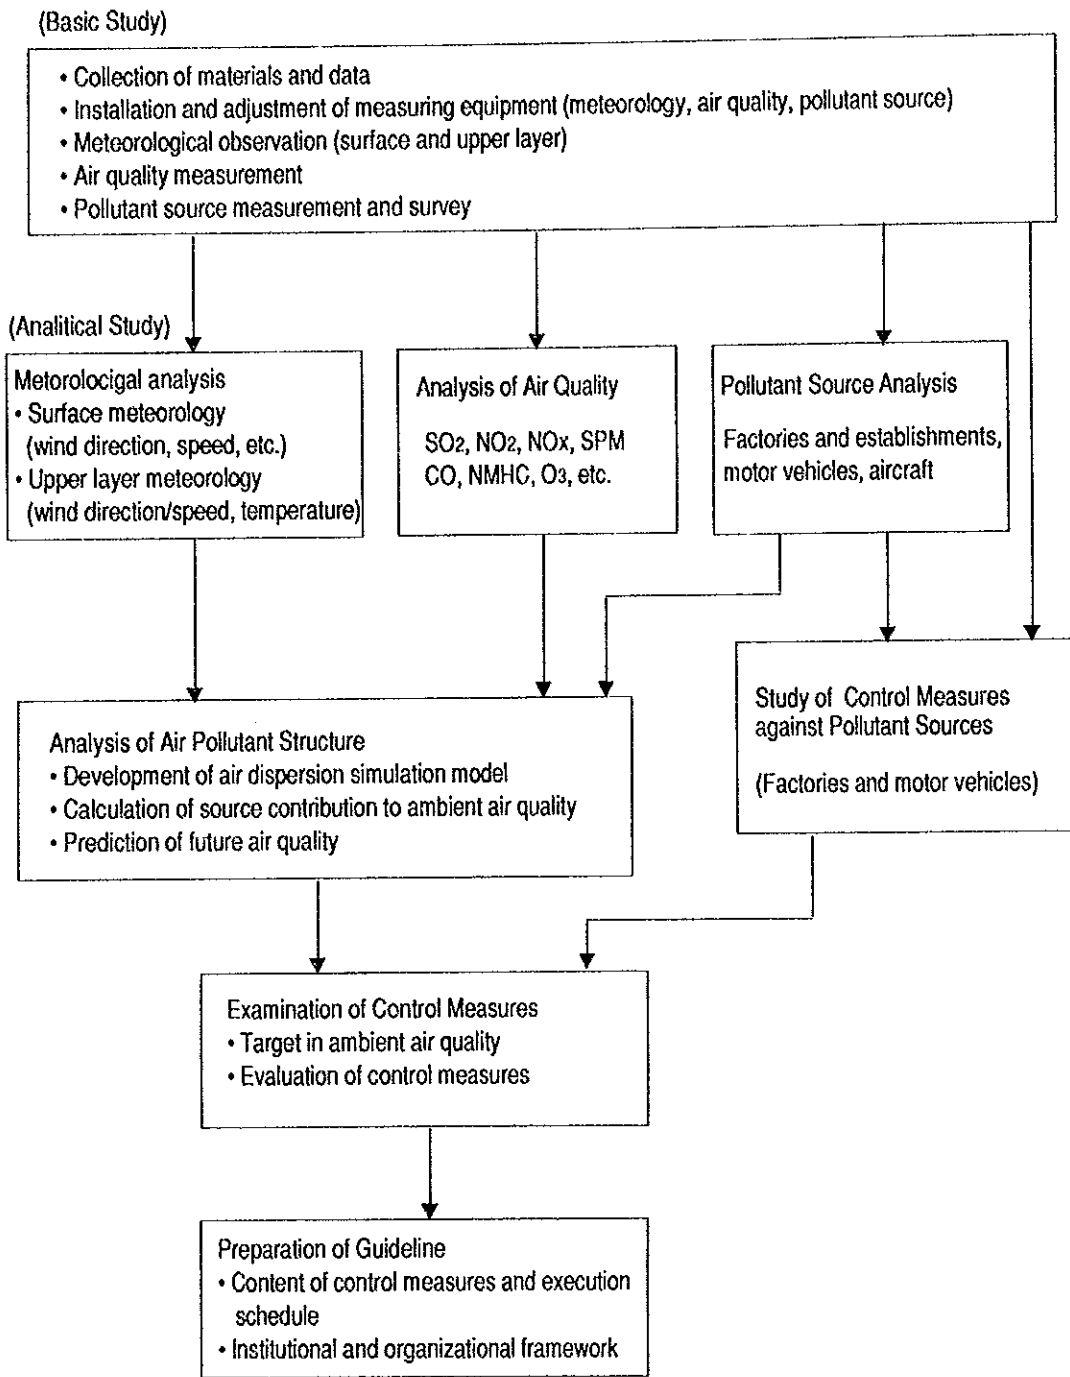 (Basic Study)
• Collection of materials and data
• Installation and adjustment of measuring equipment (meteorology, air quality, pollutant source)
• Meteorological observation (surface and upper layer)
• Air quality measurement
• Pollutant source measurement and survey
(Analitical Study)
Metorolocigal analysis
• Surface meteorology
(wind direction, speed, etc.)
• Upper layer meteorology
(wind direction/speed, temperature)
Analysis of Air Quality
SO2, NO2, NOx, SPM
CO, NMHC, O3, etc.
Pollutant Source Analysis
Factories and establishments,
motor vehicles, aircraft
Analysis of Air Pollutant Structure
• Development of air dispersion simulation model
• Calculation of source contribution to ambient air quality
• Prediction of future air quality
Study of Control Measures
against Pollutant Sources
(Factories and motor vehicles)
Examination of Control Measures
• Target in ambient air quality
• Evaluation of control measures
Preparation of Guideline
• Content of control measures and execution
schedule
• Institutional and organizational framework